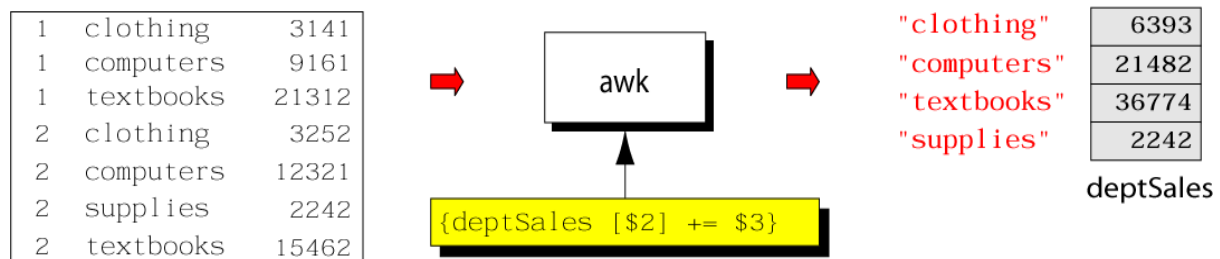 1 clothing 3141
1 computers 9161
1 textbooks 21312
2 clothing 3252
2 computers 12321
2 supplies 2242
2 textbooks 15462
awk
{deptSales [$2] += $3}
"clothing" 6393
"computers" 21482
"textbooks" 36774
"supplies" 2242
deptSales